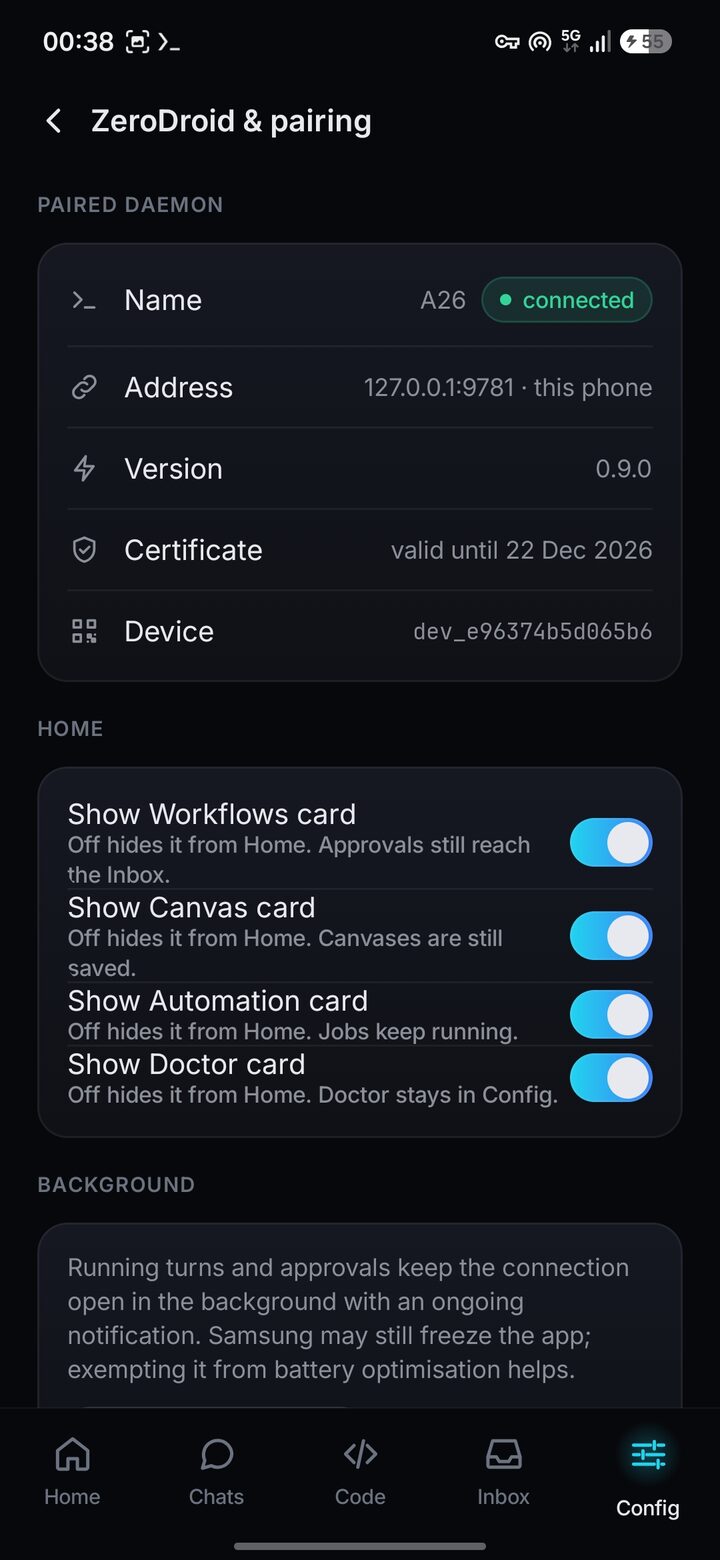 00:38
5G
55
ZeroDroid & pairing
PAIRED DAEMON
Name
A26
connected
Address
127.0.0.1:9781 · this phone
Version
0.9.0
Certificate
valid until 22 Dec 2026
Device
dev_e96374b5d065b6
HOME
Show Workflows card
Off hides it from Home. Approvals still reach
the Inbox.
Show Canvas card
Off hides it from Home. Canvases are still
saved.
Show Automation card
Off hides it from Home. Jobs keep running.
Show Doctor card
Off hides it from Home. Doctor stays in Config.
BACKGROUND
Running turns and approvals keep the connection
open in the background with an ongoing
notification. Samsung may still freeze the app;
exempting it from battery optimisation helps.
Home
Chats
Code
Inbox
Config